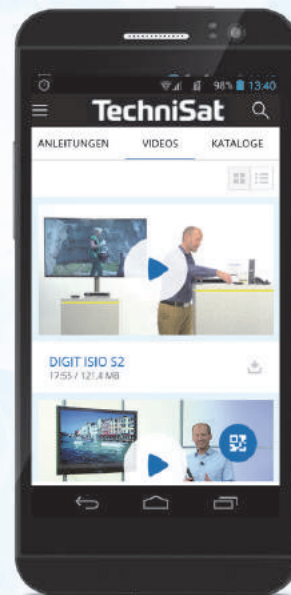 98% 13:40
TechniSat
ANLEITUNGEN VIDEOS KATALOGE
DIGIT ISIO S2
17:55 / 121,4 MB